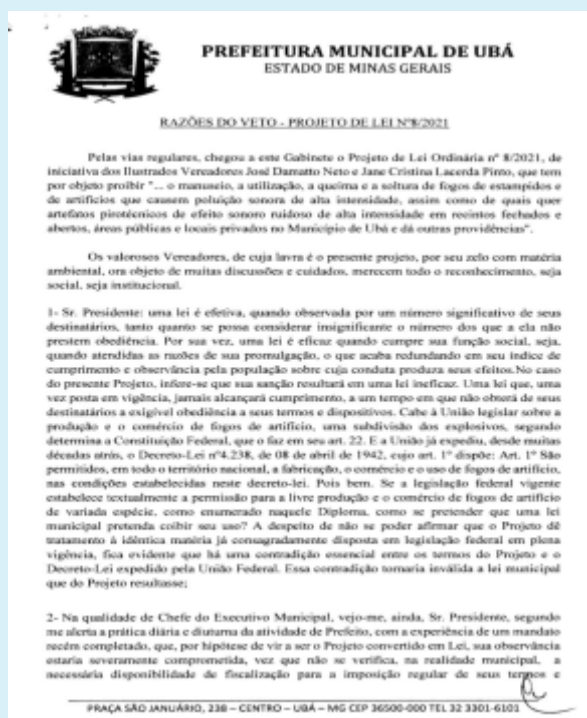 PREFEITURA MUNICIPAL DE UBÁ
ESTADO DE MINAS GERAIS
RAZÕES DO VETO - PROJETO DE LEI Nº8/2021
Pelas vias regulares, chegou a este Gabinete o Projeto de Lei Ordinária nº 8/2021, de
iniciativa dos Ilustrados Vereadores José Damatto Neto e Jane Cristina Lacerda Pinto, que tem
por objeto proibir "... o manuseio, a utilização, a queima e a soltura de fogos de estampidos e
de artifícios que causem poluição sonora de alta intensidade, assim como de quais quer
artefatos pirotécnicos de efeito sonoro ruidoso de alta intensidade em recintos fechados e
abertos, áreas públicas e locais privados no Município de Ubá e dá outras providências".
Os valorosos Vereadores, de cuja lavra é o presente projeto, por seu zelo com matéria
ambiental, ora objeto de muitas discussões e cuidados, merecem todo o reconhecimento, seja
social, seja institucional.
1- Sr. Presidente: uma lei é efetiva, quando observada por um número significativo de seus
destinatários, tanto quanto se possa considerar insignificante o número dos que a ela não
prestem obediência. Por sua vez, uma lei é eficaz quando cumpre sua função social, seja,
quando atendidas as razões de sua promulgação, o que acaba redundando em seu índice de
cumprimento e observância pela população sobre cuja conduta produza seus efeitos.No caso
do presente Projeto, infere-se que sua sanção resultará em uma lei ineficaz. Uma lei que, uma
vez posta em vigência, jamais alcançará cumprimento, a um tempo em que não obterá de seus
destinatários a exigível obediência a seus termos e dispositivos. Cabe à União legislar sobre a
produção e o comércio de fogos de artifício, uma subdivisão dos explosivos, segundo
determina a Constituição Federal, que o faz em seu art. 22. E a União já expediu, desde muitas
décadas atrás, o Decreto-Lei nº4.238, de 08 de abril de 1942, cujo art. 1º dispõe: Art. 1º São
permitidos, em todo o território nacional, a fabricação, o comércio e o uso de fogos de artifício,
nas condições estabelecidas neste decreto-lei. Pois bem. Se a legislação federal vigente
estabelece textualmente a permissão para a livre produção e o comércio de fogos de artifício
de variada espécie, como enumerado naquele Diploma, como se pretender que uma lei
municipal pretenda coibir seu uso? A despeito de não se poder afirmar que o Projeto dê
tratamento à idêntica matéria já consagradamente disposta em legislação federal em plena
vigência, fica evidente que há uma contradição essencial entre os termos do Projeto e o
Decreto-Lei expedido pela União Federal. Essa contradição tornaria inválida a lei municipal
que do Projeto resultasse;
2- Na qualidade de Chefe do Executivo Municipal, vejo-me, ainda, Sr. Presidente, segundo
me alerta a prática diária e diuturna da atividade de Prefeito, com a experiência de um mandato
recém completado, que, por hipótese de vir a ser o Projeto convertido em Lei, sua observância
estaria severamente comprometida, vez que não se verifica, na realidade municipal, a
necessária disponibilidade de fiscalização para a imposição regular de seus termos e
PRAÇA SÃO JANUÁRIO, 238 – CENTRO – UBÁ – MG CEP 36500-000 TEL 32 3301-6101